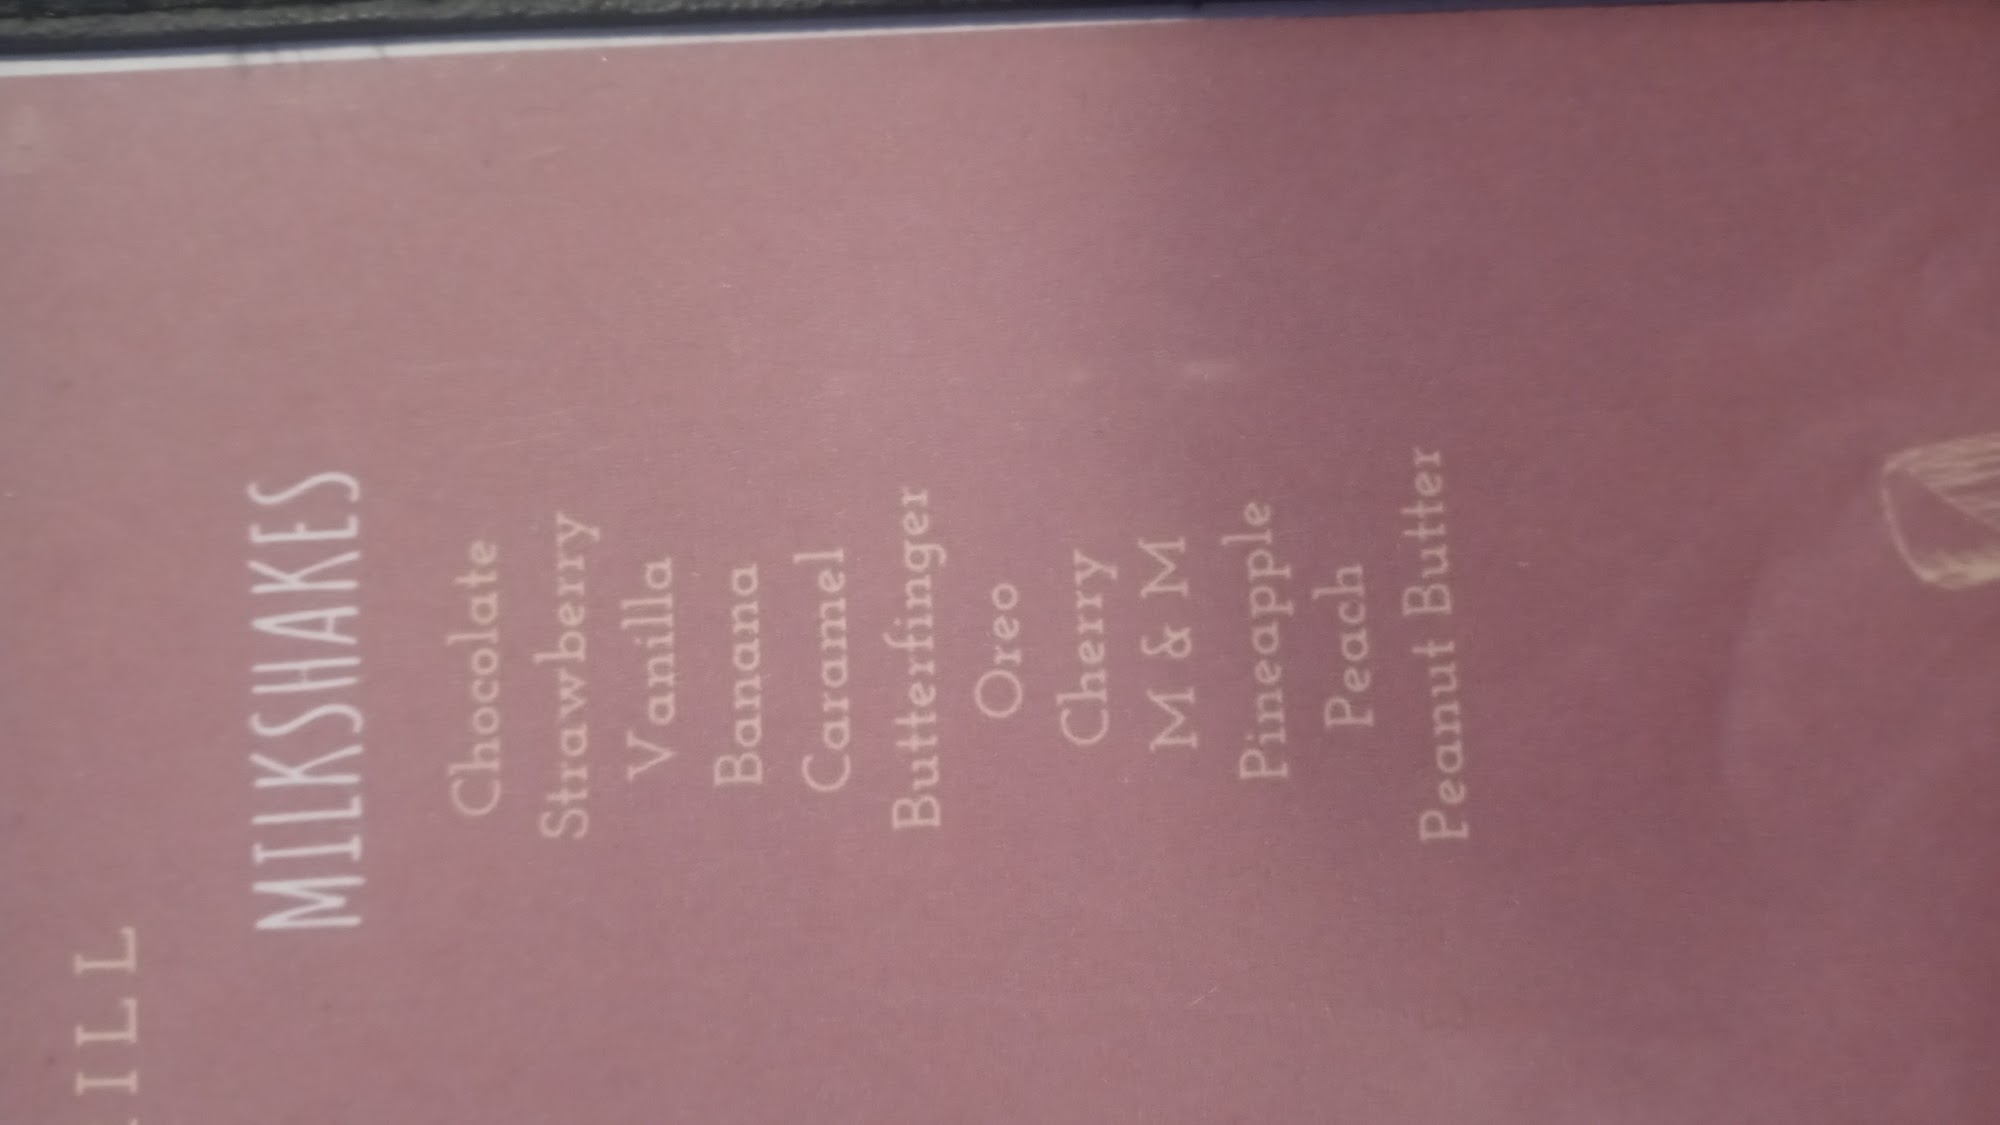 ILL
MILKSHAKES
Chocolate
Strawberry
Vanilla
Banana
Caramel
Butterfinger
Oreo
Cherry
M & M
Pineapple
Peach
Peanut Butter